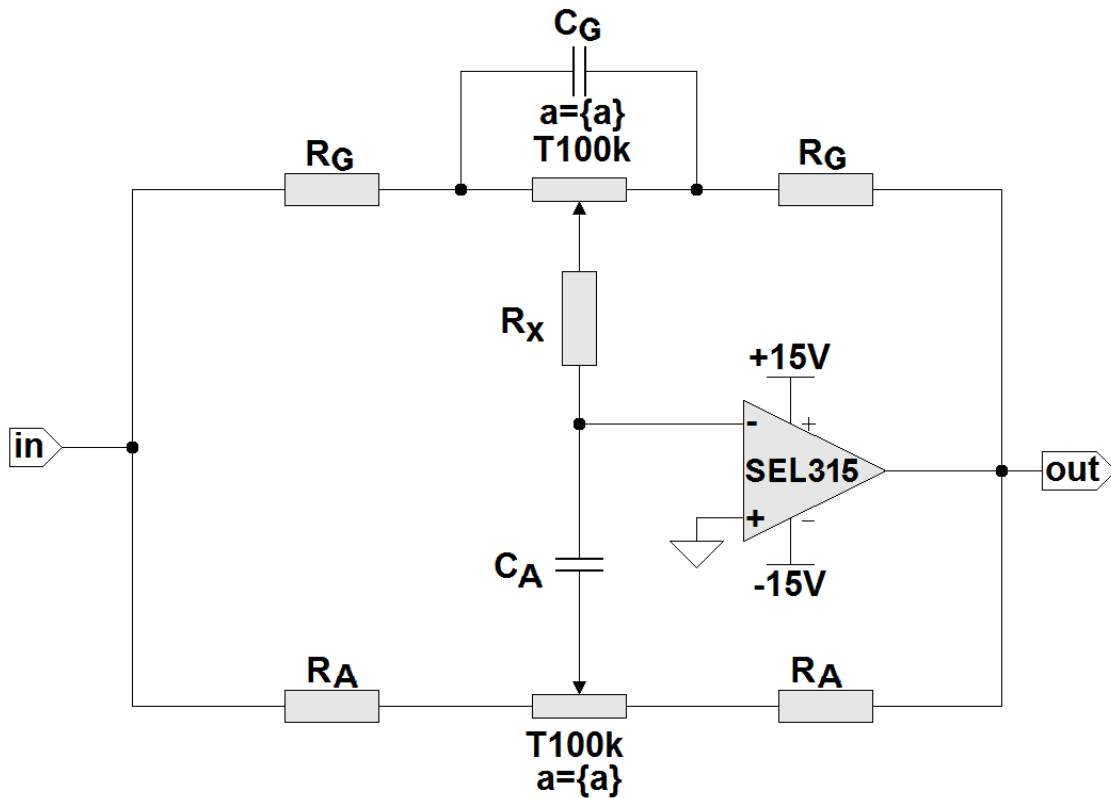 CG
a={a}
T100k
RG
RG
Rx
+15V
in
-
+
SEL315
out
+
−
CA
-15V
RA
RA
T100k
a={a}